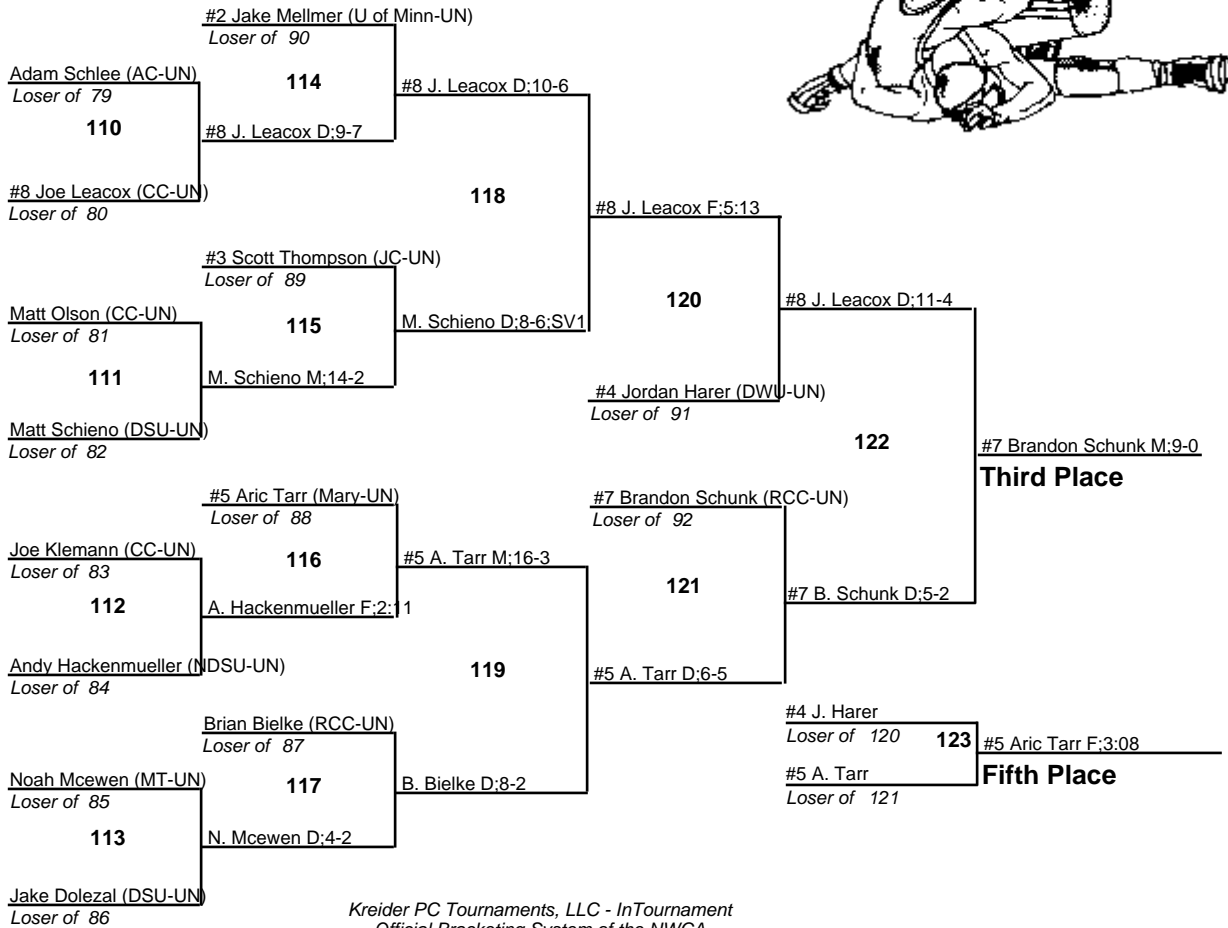 #2 Jake Mellmer (U of Minn-UN)
Loser of 90
Adam Schlee (AC-UN)
Loser of 79
114
#8 J. Leacox D;10-6
110
#8 J. Leacox D;9-7
#8 Joe Leacox (CC-UN)
Loser of 80
118
#8 J. Leacox F;5:13
#3 Scott Thompson (JC-UN)
Loser of 89
Matt Olson (CC-UN)
Loser of 81
115
M. Schieno D;8-6;SV1
120
#8 J. Leacox D;11-4
111
M. Schieno M;14-2
#4 Jordan Harer (DWU-UN)
Loser of 91
Matt Schieno (DSU-UN)
Loser of 82
122
#7 Brandon Schunk M;9-0
Third Place
#5 Aric Tarr (Mary-UN)
Loser of 88
#7 Brandon Schunk (RCC-UN)
Loser of 92
Joe Klemann (CC-UN)
Loser of 83
116
#5 A. Tarr M;16-3
121
#7 B. Schunk D;5-2
112
A. Hackenmueller F;2:11
Andy Hackenmueller (NDSU-UN)
Loser of 84
119
#5 A. Tarr D;6-5
Brian Bielke (RCC-UN)
Loser of 87
#4 J. Harer
Loser of 120
123
#5 Aric Tarr F;3:08
Fifth Place
#5 A. Tarr
Loser of 121
Noah Mcewen (MT-UN)
Loser of 85
117
B. Bielke D;8-2
113
N. Mcewen D;4-2
Jake Dolezal (DSU-UN)
Loser of 86
Kreider PC Tournaments, LLC - InTournament
Official Bracketing System of the NWCA